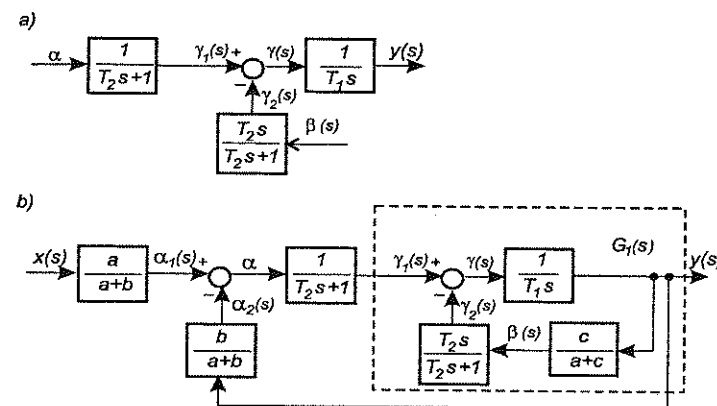 a)
α
1
T₂s+1
γ₁(s) +
γ(s)
1
T₁s
y(s)
−
γ₂(s)
T₂s
T₂s+1
β(s)
b)
x(s)
a
a+b
α₁(s) +
α
1
T₂s+1
γ₁(s) +
γ(s)
1
T₁s
G₁(s)
y(s)
−
α₂(s)
−
γ₂(s)
b
a+b
T₂s
T₂s+1
β(s)
c
a+c